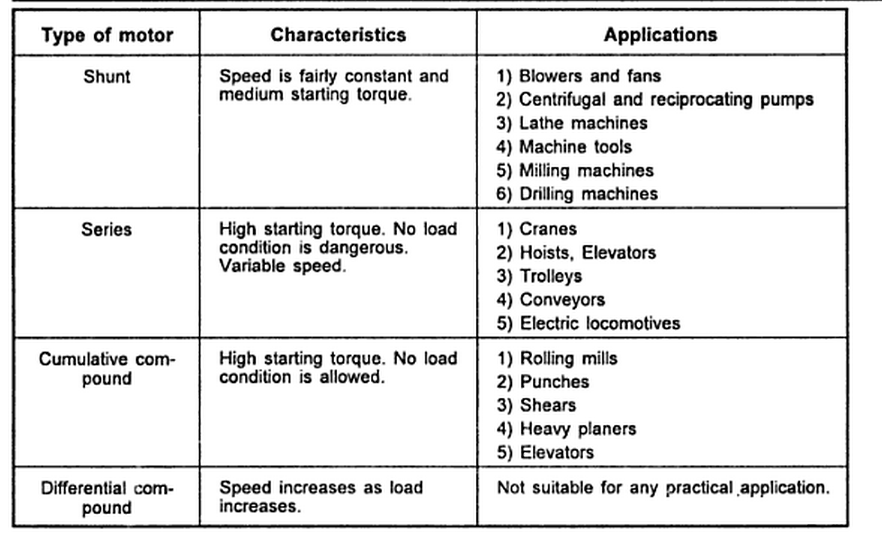 Type of motor
Characteristics
Applications
Shunt
Speed is fairly constant and
medium starting torque.
1) Blowers and fans
2) Centrifugal and reciprocating pumps
3) Lathe machines
4) Machine tools
5) Milling machines
6) Drilling machines
Series
High starting torque. No load
condition is dangerous.
Variable speed.
1) Cranes
2) Hoists, Elevators
3) Trolleys
4) Conveyors
5) Electric locomotives
Cumulative com-
pound
High starting torque. No load
condition is allowed.
1) Rolling mills
2) Punches
3) Shears
4) Heavy planers
5) Elevators
Differential com-
pound
Speed increases as load
increases.
Not suitable for any practical application.